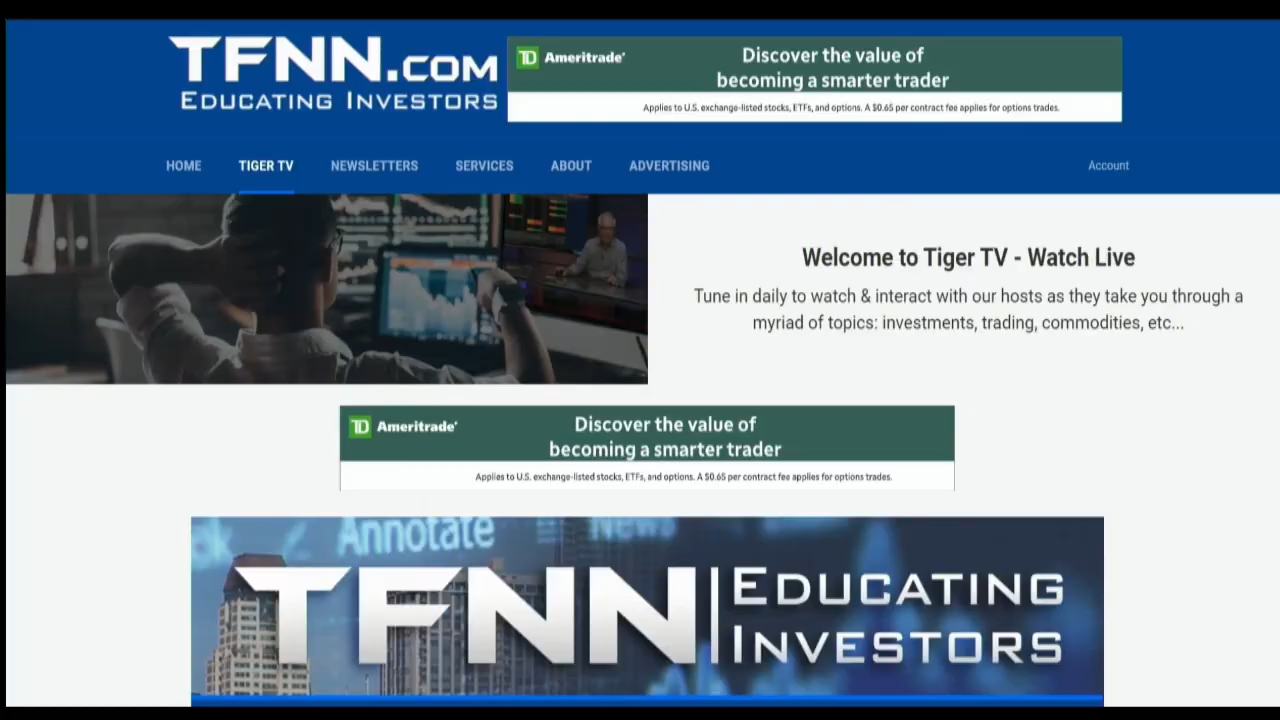 TFNN.COM
EDUCATING INVESTORS
TD Ameritrade®
Discover the value of
becoming a smarter trader
Applies to U.S. exchange-listed stocks, ETFs, and options. A $0.65 per contract fee applies for options trades.
HOME TIGER TV NEWSLETTERS SERVICES ABOUT ADVERTISING Account
Welcome to Tiger TV - Watch Live
Tune in daily to watch & interact with our hosts as they take you through a
myriad of topics: investments, trading, commodities, etc...
TD Ameritrade®
Discover the value of
becoming a smarter trader
Applies to U.S. exchange-listed stocks, ETFs, and options. A $0.65 per contract fee applies for options trades.
Annotate News
TFNN EDUCATING
INVESTORS